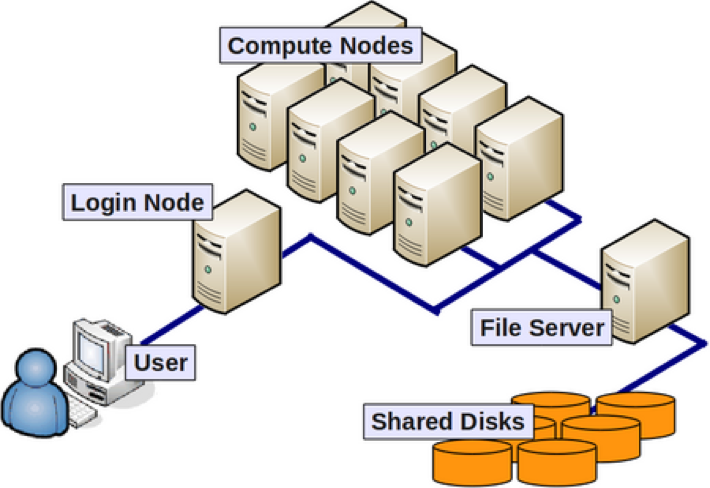 Compute Nodes
Login Node
File Server
User
Shared Disks